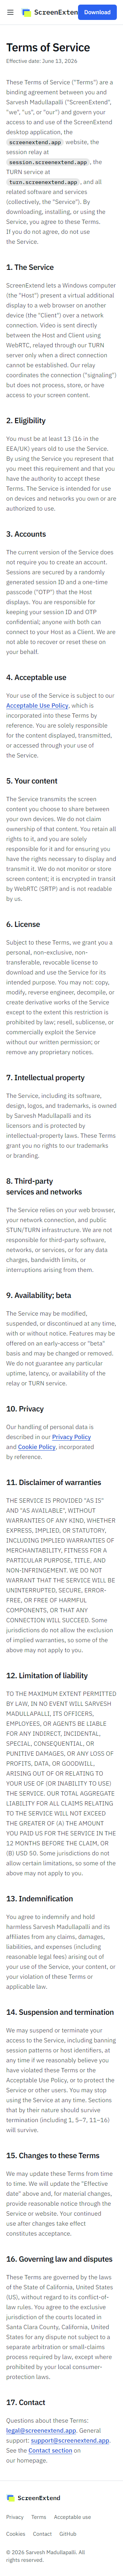 ScreenExten
Download
Terms of Service
Effective date: June 13, 2026
These Terms of Service ("Terms") are a
binding agreement between you and
Sarvesh Madullapalli ("ScreenExtend",
"we", "us", or "our") and govern your
access to and use of the ScreenExtend
desktop application, the
screenextend.app website, the
session relay at
session.screenextend.app, the
TURN service at
turn.screenextend.app, and all
related software and services
(collectively, the "Service"). By
downloading, installing, or using the
Service, you agree to these Terms.
If you do not agree, do not use
the Service.
1. The Service
ScreenExtend lets a Windows computer
(the "Host") present a virtual additional
display to a web browser on another
device (the "Client") over a network
connection. Video is sent directly
between the Host and Client using
WebRTC, relayed through our TURN
server only when a direct connection
cannot be established. Our relay
coordinates the connection ("signaling")
but does not process, store, or have
access to your screen content.
2. Eligibility
You must be at least 13 (16 in the
EEA/UK) years old to use the Service.
By using the Service you represent that
you meet this requirement and that you
have the authority to accept these
Terms. The Service is intended for use
on devices and networks you own or are
authorized to use.
3. Accounts
The current version of the Service does
not require you to create an account.
Sessions are secured by a randomly
generated session ID and a one-time
passcode ("OTP") that the Host
displays. You are responsible for
keeping your session ID and OTP
confidential; anyone with both can
connect to your Host as a Client. We are
not able to recover or reset these on
your behalf.
4. Acceptable use
Your use of the Service is subject to our
Acceptable Use Policy, which is
incorporated into these Terms by
reference. You are solely responsible
for the content displayed, transmitted,
or accessed through your use of
the Service.
5. Your content
The Service transmits the screen
content you choose to share between
your own devices. We do not claim
ownership of that content. You retain all
rights to it, and you are solely
responsible for it and for ensuring you
have the rights necessary to display and
transmit it. We do not monitor or store
screen content; it is encrypted in transit
by WebRTC (SRTP) and is not readable
by us.
6. License
Subject to these Terms, we grant you a
personal, non-exclusive, non-
transferable, revocable license to
download and use the Service for its
intended purpose. You may not: copy,
modify, reverse engineer, decompile, or
create derivative works of the Service
except to the extent this restriction is
prohibited by law; resell, sublicense, or
commercially exploit the Service
without our written permission; or
remove any proprietary notices.
7. Intellectual property
The Service, including its software,
design, logos, and trademarks, is owned
by Sarvesh Madullapalli and its
licensors and is protected by
intellectual-property laws. These Terms
grant you no rights to our trademarks
or branding.
8. Third-party
services and networks
The Service relies on your web browser,
your network connection, and public
STUN/TURN infrastructure. We are not
responsible for third-party software,
networks, or services, or for any data
charges, bandwidth limits, or
interruptions arising from them.
9. Availability; beta
The Service may be modified,
suspended, or discontinued at any time,
with or without notice. Features may be
offered on an early-access or "beta"
basis and may be changed or removed.
We do not guarantee any particular
uptime, latency, or availability of the
relay or TURN service.
10. Privacy
Our handling of personal data is
described in our Privacy Policy
and Cookie Policy, incorporated
by reference.
11. Disclaimer of warranties
THE SERVICE IS PROVIDED "AS IS"
AND "AS AVAILABLE", WITHOUT
WARRANTIES OF ANY KIND, WHETHER
EXPRESS, IMPLIED, OR STATUTORY,
INCLUDING IMPLIED WARRANTIES OF
MERCHANTABILITY, FITNESS FOR A
PARTICULAR PURPOSE, TITLE, AND
NON-INFRINGEMENT. WE DO NOT
WARRANT THAT THE SERVICE WILL BE
UNINTERRUPTED, SECURE, ERROR-
FREE, OR FREE OF HARMFUL
COMPONENTS, OR THAT ANY
CONNECTION WILL SUCCEED. Some
jurisdictions do not allow the exclusion
of implied warranties, so some of the
above may not apply to you.
12. Limitation of liability
TO THE MAXIMUM EXTENT PERMITTED
BY LAW, IN NO EVENT WILL SARVESH
MADULLAPALLI, ITS OFFICERS,
EMPLOYEES, OR AGENTS BE LIABLE
FOR ANY INDIRECT, INCIDENTAL,
SPECIAL, CONSEQUENTIAL, OR
PUNITIVE DAMAGES, OR ANY LOSS OF
PROFITS, DATA, OR GOODWILL,
ARISING OUT OF OR RELATING TO
YOUR USE OF (OR INABILITY TO USE)
THE SERVICE. OUR TOTAL AGGREGATE
LIABILITY FOR ALL CLAIMS RELATING
TO THE SERVICE WILL NOT EXCEED
THE GREATER OF (A) THE AMOUNT
YOU PAID US FOR THE SERVICE IN THE
12 MONTHS BEFORE THE CLAIM, OR
(B) USD 50. Some jurisdictions do not
allow certain limitations, so some of the
above may not apply to you.
13. Indemnification
You agree to indemnify and hold
harmless Sarvesh Madullapalli and its
affiliates from any claims, damages,
liabilities, and expenses (including
reasonable legal fees) arising out of
your use of the Service, your content, or
your violation of these Terms or
applicable law.
14. Suspension and termination
We may suspend or terminate your
access to the Service, including banning
session patterns or host identifiers, at
any time if we reasonably believe you
have violated these Terms or the
Acceptable Use Policy, or to protect the
Service or other users. You may stop
using the Service at any time. Sections
that by their nature should survive
termination (including 1, 5–7, 11–16)
will survive.
15. Changes to these Terms
We may update these Terms from time
to time. We will update the "Effective
date" above and, for material changes,
provide reasonable notice through the
Service or website. Your continued
use after changes take effect
constitutes acceptance.
16. Governing law and disputes
These Terms are governed by the laws
of the State of California, United States
(US), without regard to its conflict-of-
law rules. You agree to the exclusive
jurisdiction of the courts located in
Santa Clara County, California, United
States for any dispute not subject to a
separate arbitration or small-claims
process required by law, except where
prohibited by your local consumer-
protection laws.
17. Contact
Questions about these Terms:
legal@screenextend.app. General
support: support@screenextend.app.
See the Contact section on
our homepage.
ScreenExtend
Privacy Terms Acceptable use
Cookies Contact GitHub
© 2026 Sarvesh Madullapalli. All
rights reserved.